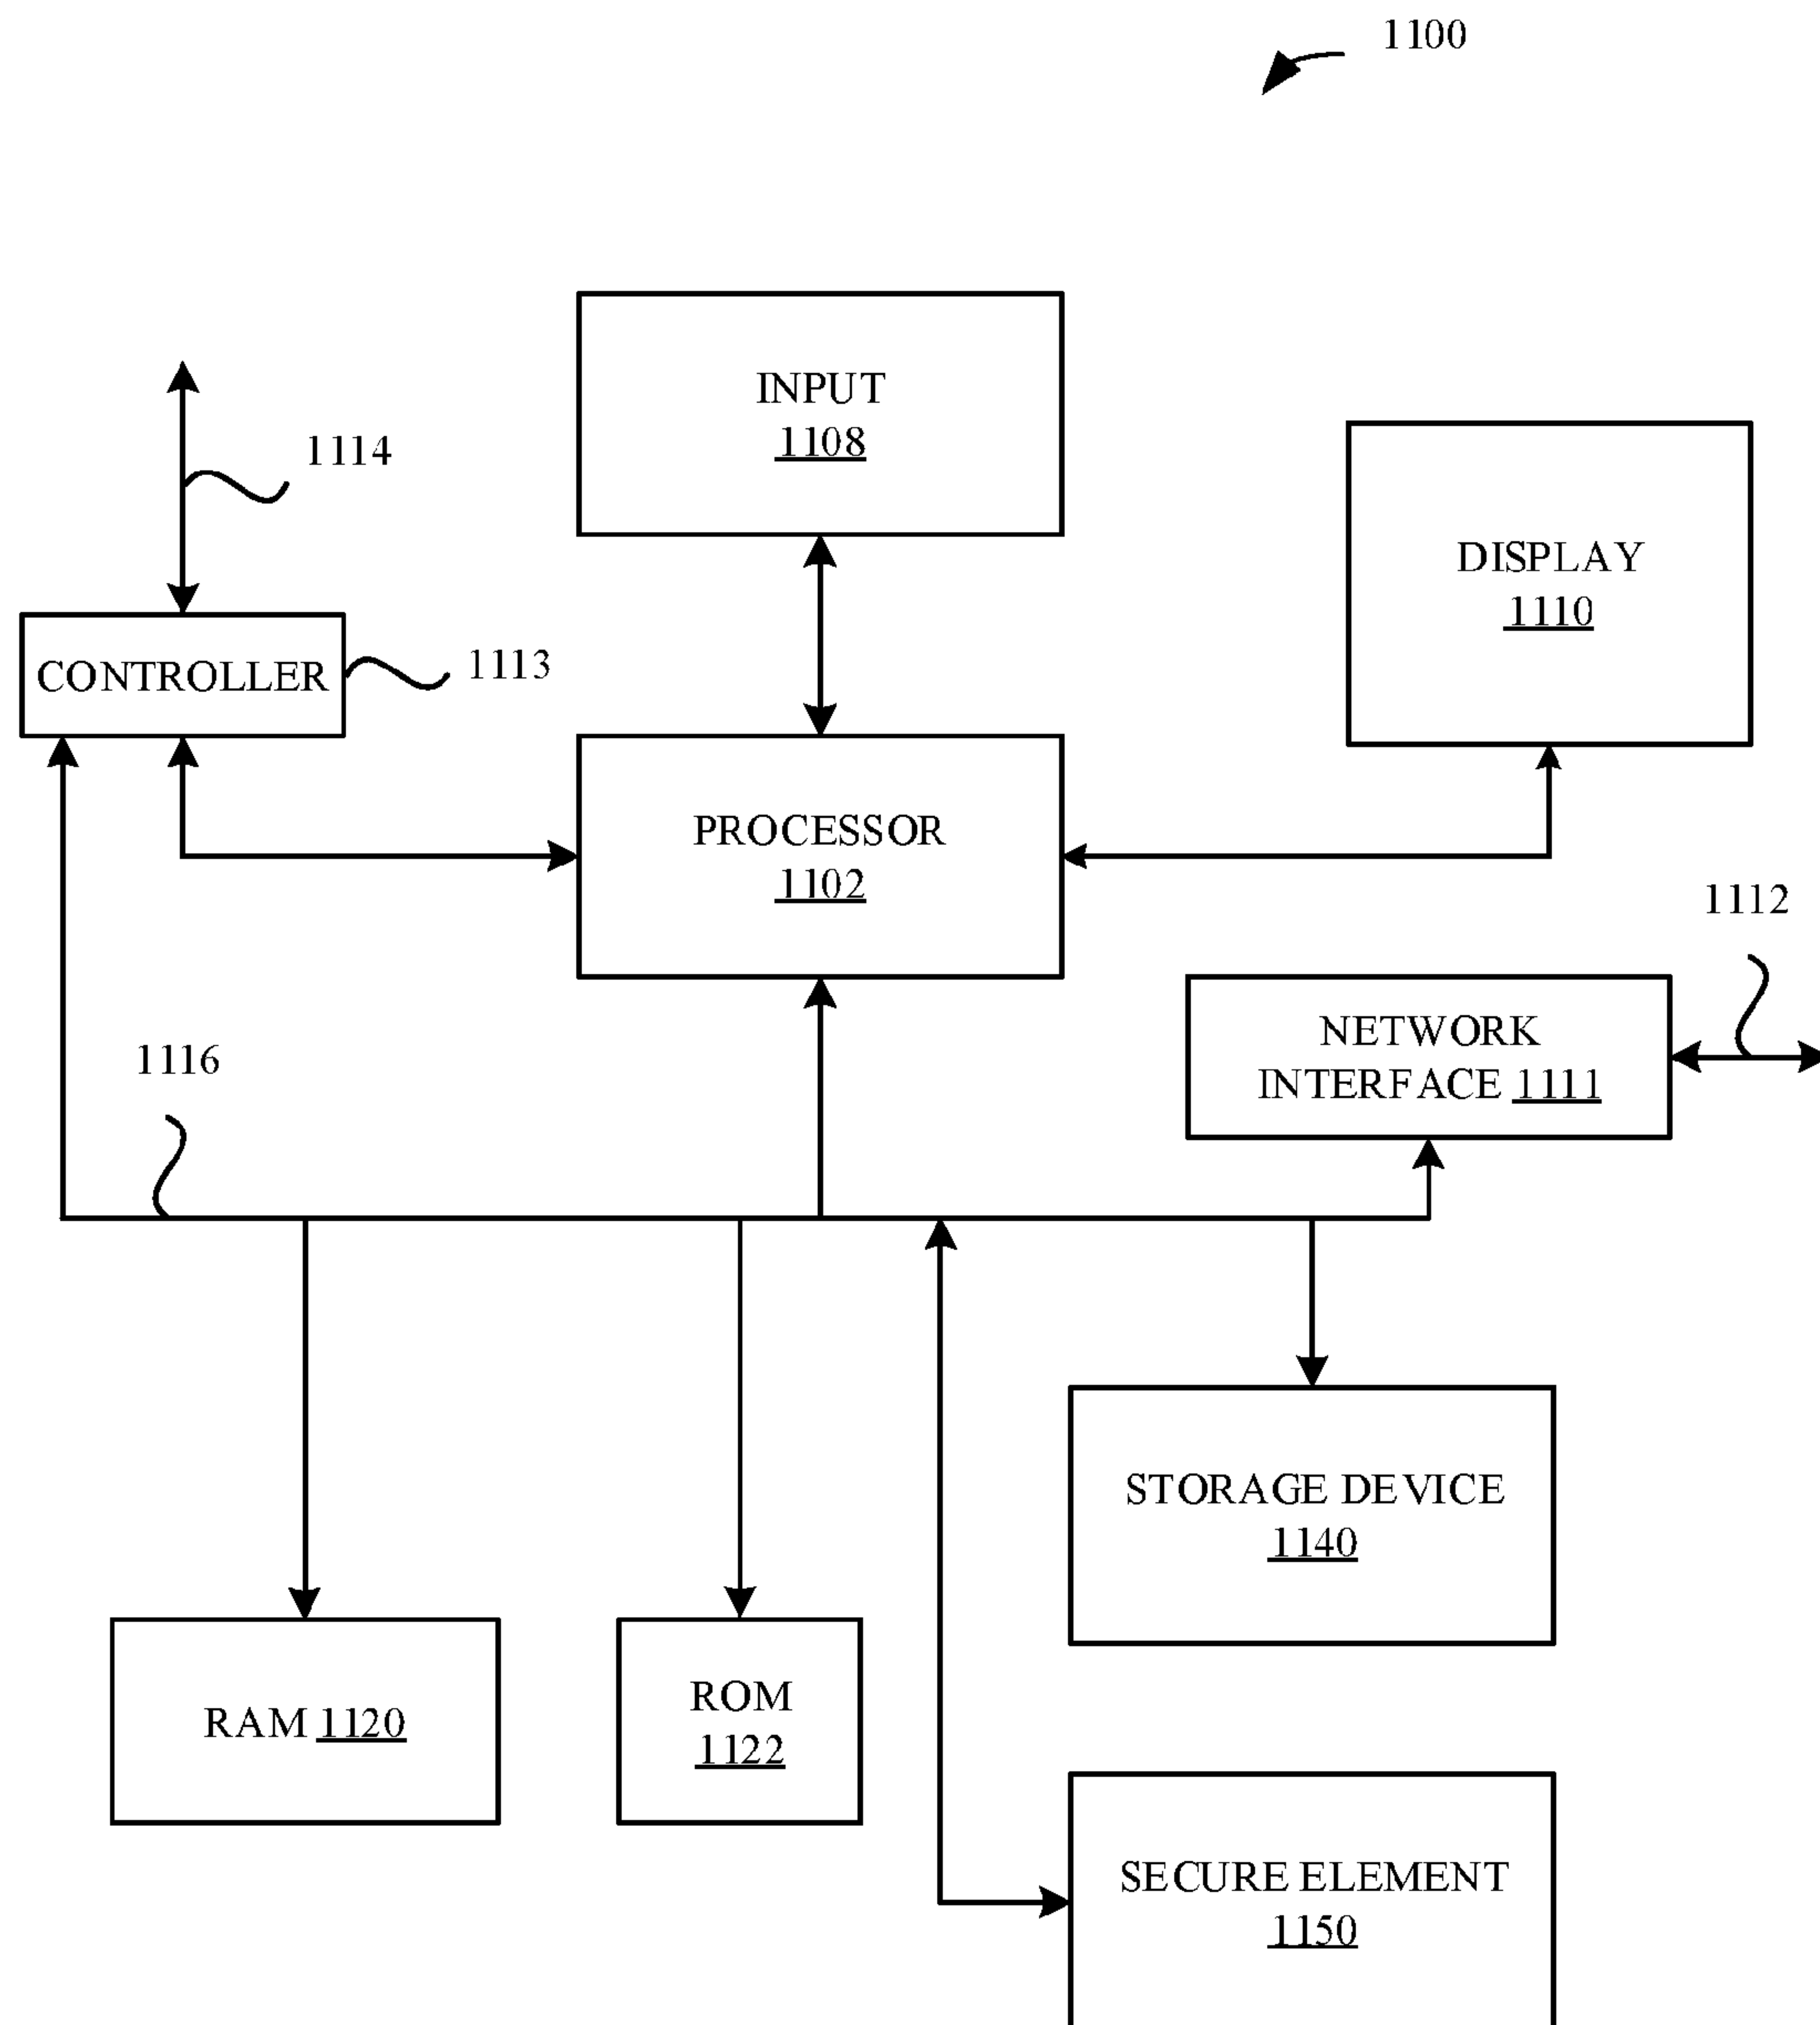 1100
INPUT
1108
1114
DISPLAY
1110
CONTROLLER
1113
PROCESSOR
1102
1112
NETWORK
INTERFACE 1111
1116
STORAGE DEVICE
1140
RAM 1120
ROM
1122
SECURE ELEMENT
1150